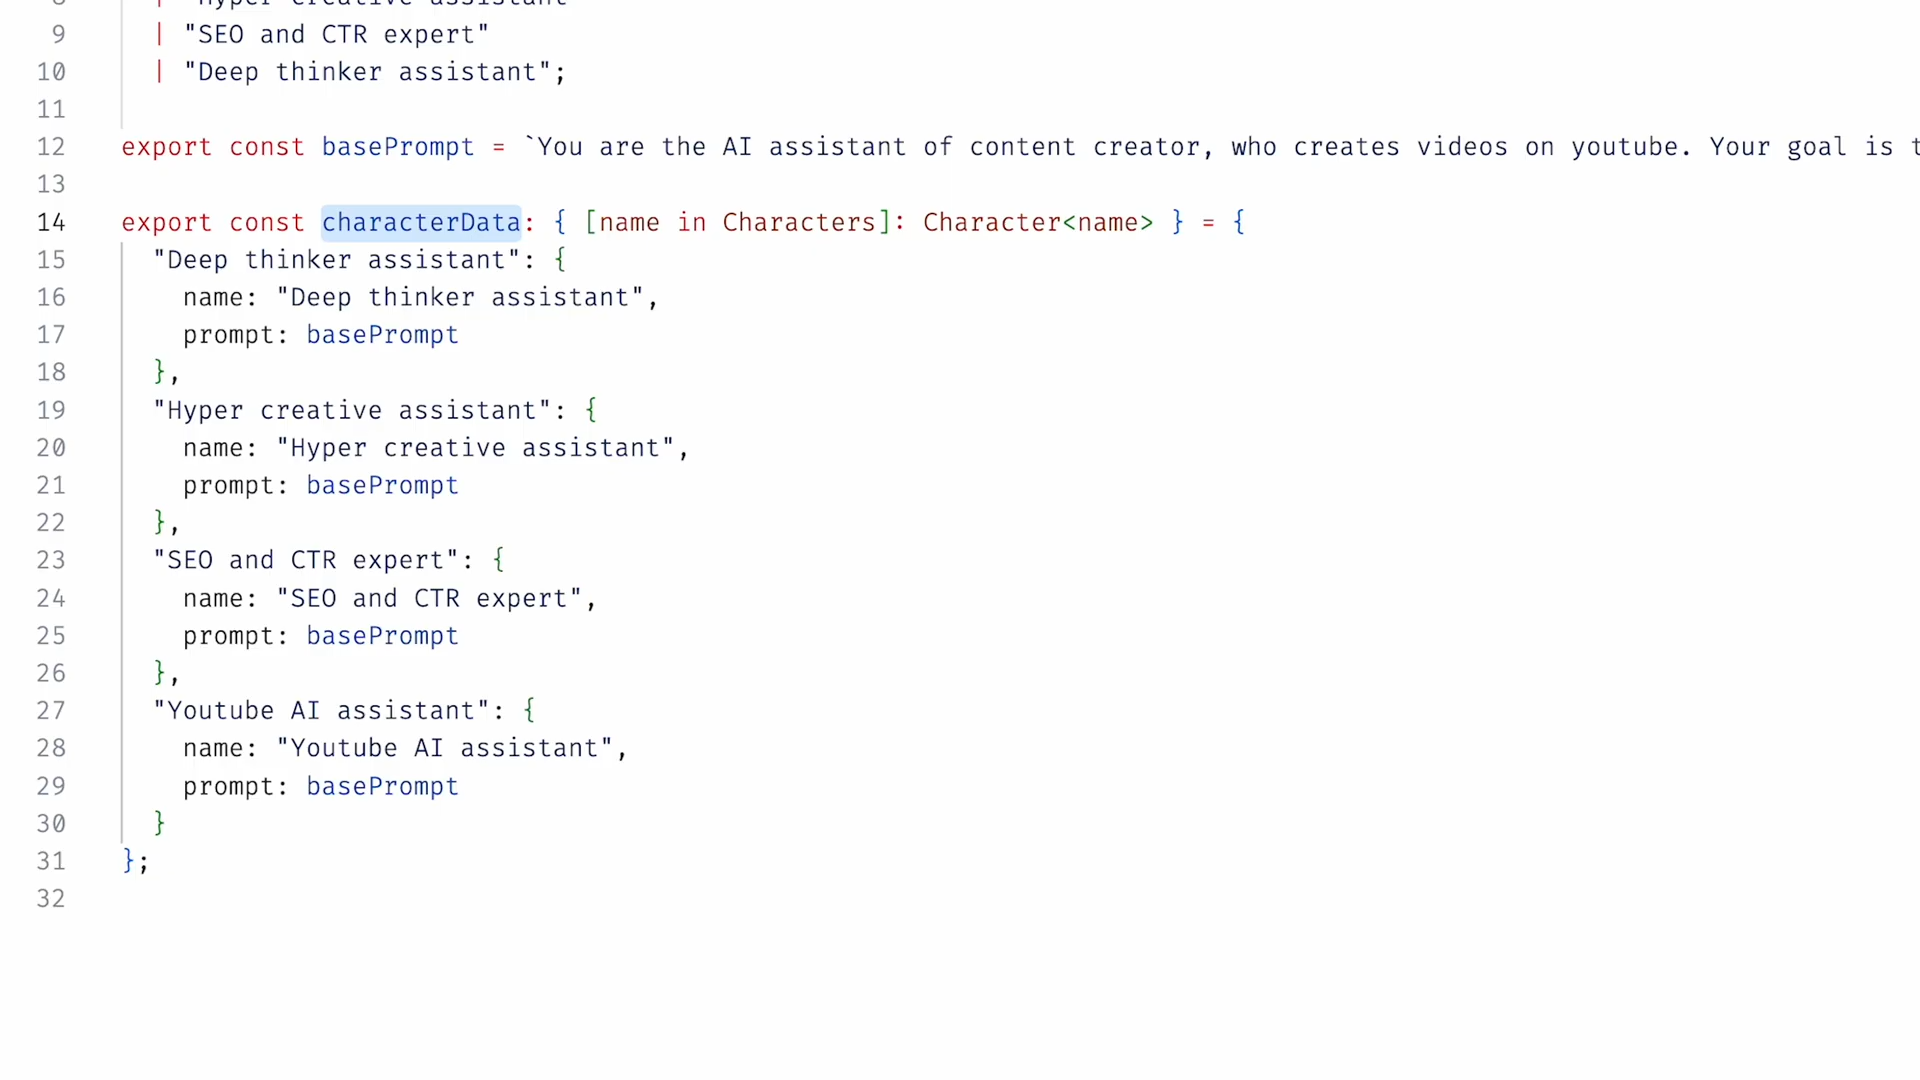 8 | "Hyper creative assistant"
9 | "SEO and CTR expert"
10 | "Deep thinker assistant";
11
12 export const basePrompt = `You are the AI assistant of content creator, who creates videos on youtube. Your goal is t
13
14 export const characterData: { [name in Characters]: Character<name> } = {
15 "Deep thinker assistant": {
16 name: "Deep thinker assistant",
17 prompt: basePrompt
18 },
19 "Hyper creative assistant": {
20 name: "Hyper creative assistant",
21 prompt: basePrompt
22 },
23 "SEO and CTR expert": {
24 name: "SEO and CTR expert",
25 prompt: basePrompt
26 },
27 "Youtube AI assistant": {
28 name: "Youtube AI assistant",
29 prompt: basePrompt
30 }
31 };
32